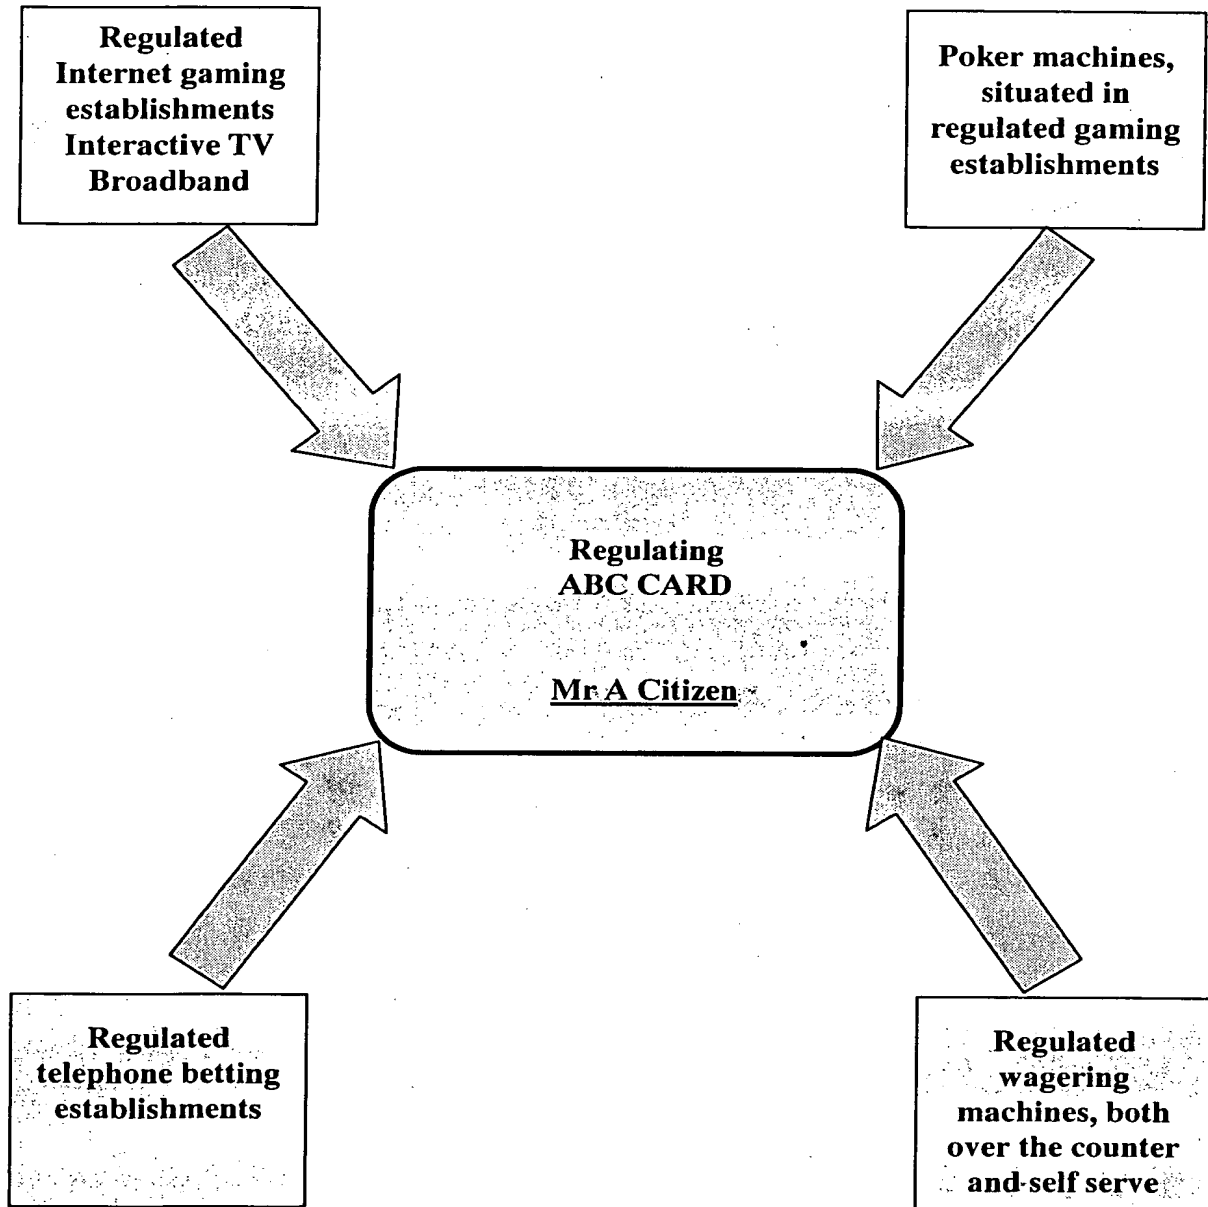 Regulated
Internet gaming
establishments
Interactive TV
Broadband
Poker machines,
situated in
regulated gaming
establishments
Regulating
ABC CARD
Mr A Citizen
Regulated
telephone betting
establishments
Regulated
wagering
machines, both
over the counter
and self serve